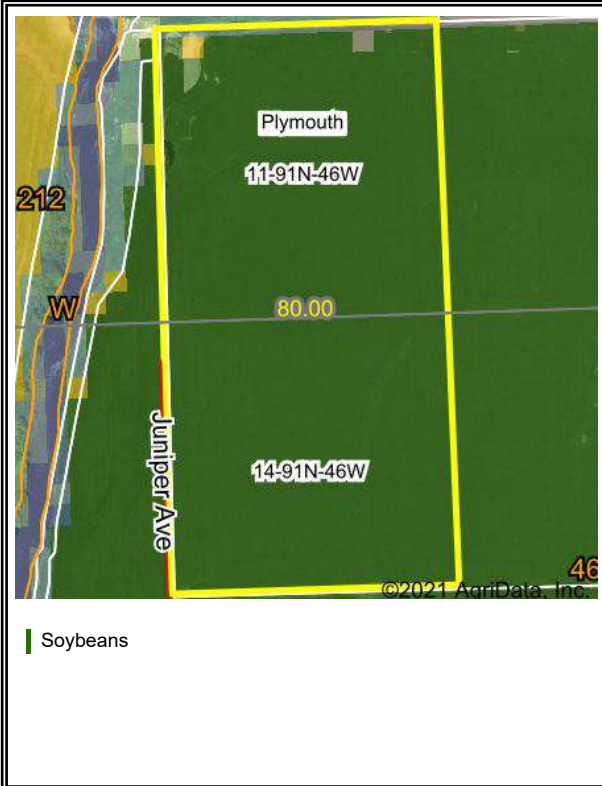 Plymouth
11-91N-46W
212
W
80.00
Juniper Ave
14-91N-46W
46
©2021 AgriData, Inc.
Soybeans